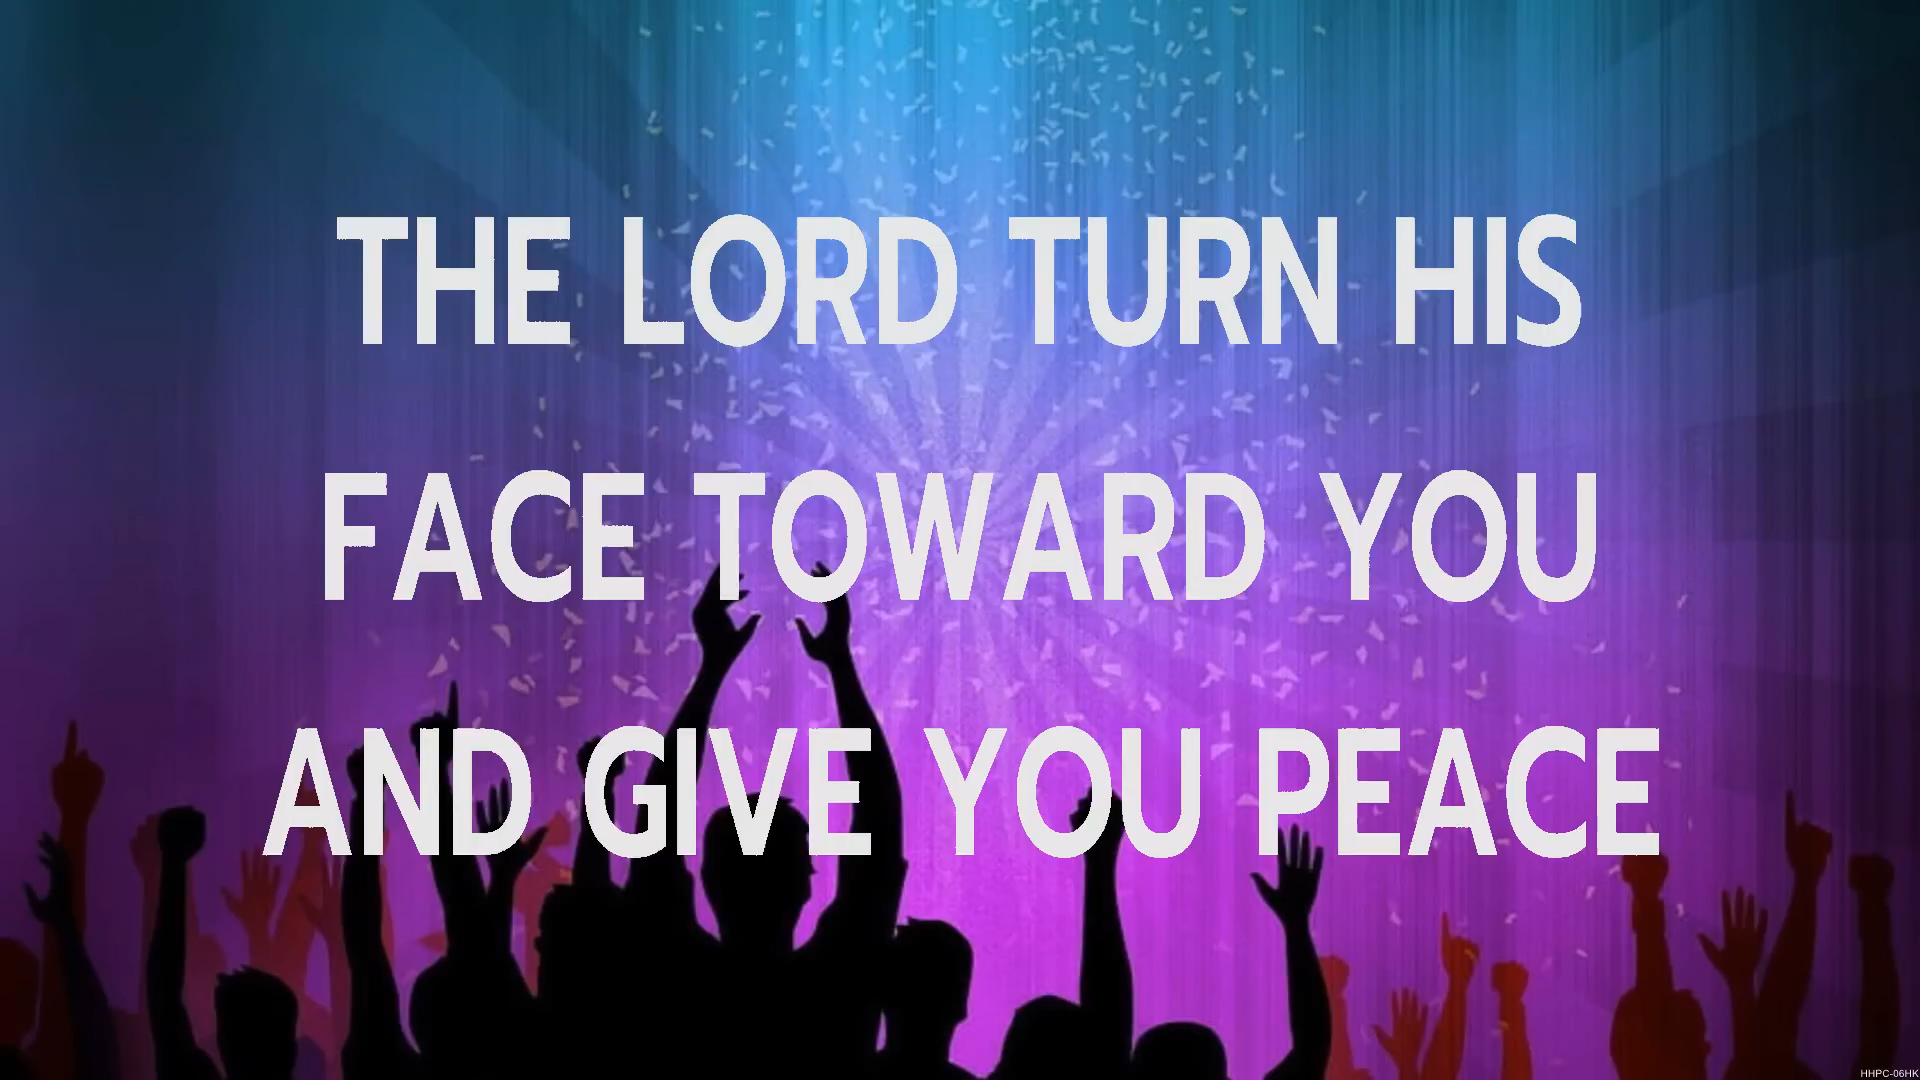 THE LORD TURN HIS
FACE TOWARD YOU
AND GIVE YOU PEACE
HHPC-06HK